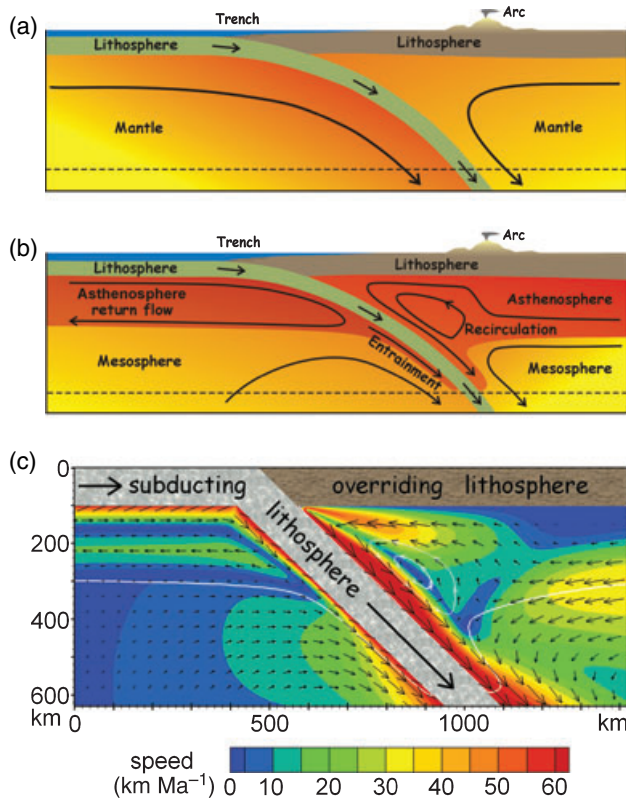 (a)
Trench
Arc
Lithosphere
Lithosphere
Mantle
Mantle
(b)
Trench
Arc
Lithosphere
Lithosphere
Asthenosphere
return flow
Asthenosphere
Recirculation
Entrainment
Mesosphere
Mesosphere
(c)
0
subducting
overriding lithosphere
lithosphere
200
400
600
km
0
500
1000
speed
(km Ma⁻¹)
0 10 20 30 40 50 60